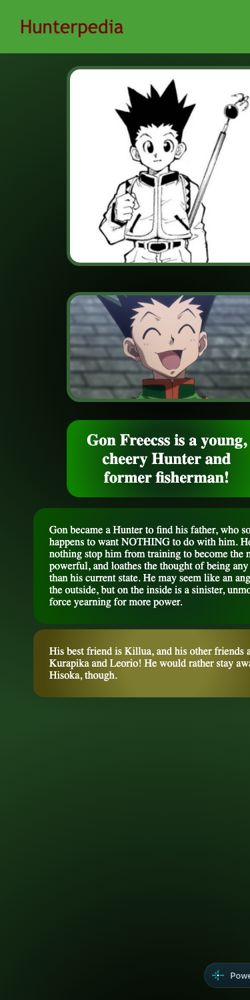 Hunterpedia
Gon Freecss is a young,
cheery Hunter and
former fisherman!
Gon became a Hunter to find his father, who so
happens to want NOTHING to do with him. He
nothing stop him from training to become the
powerful, and loathes the thought of being any
than his current state. He may seem like an
the outside, but on the inside is a sinister,
force yearning for more power.
His best friend is Killua, and his other friends
Kurapika and Leorio! He would rather stay
Hisoka, though.